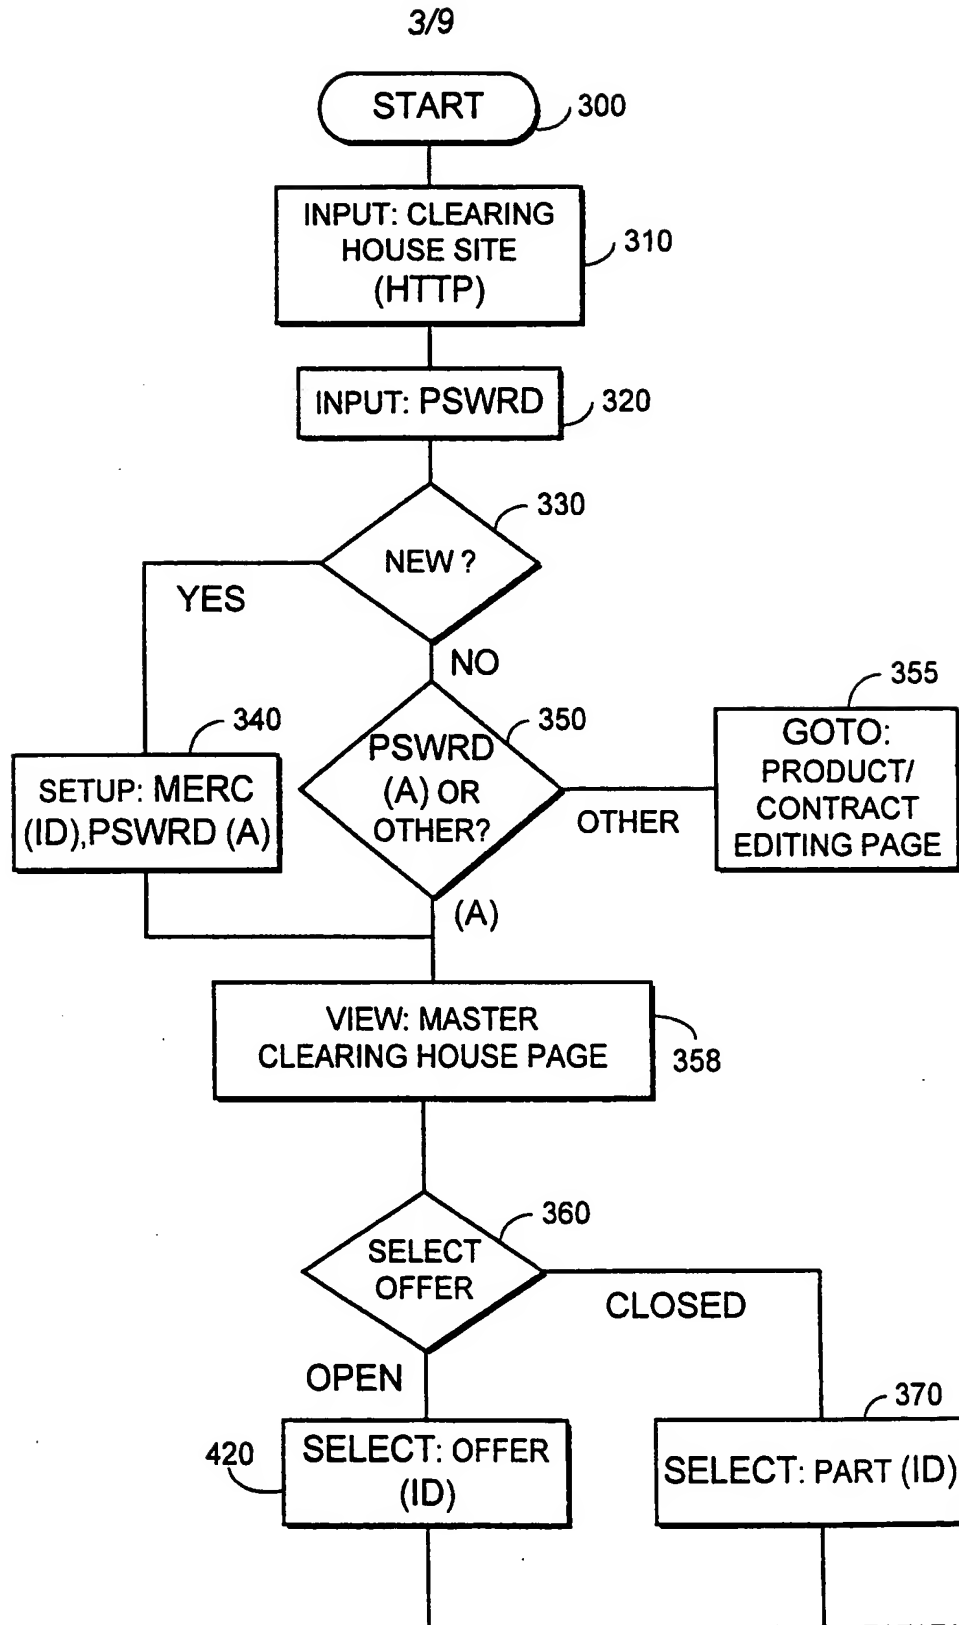 3/9
START
300
INPUT: CLEARING
HOUSE SITE
(HTTP)
310
INPUT: PSWRD
320
330
NEW ?
YES
NO
340
SETUP: MERC
(ID),PSWRD (A)
350
PSWRD
(A) OR
OTHER?
OTHER
355
GOTO:
PRODUCT/
CONTRACT
EDITING PAGE
(A)
VIEW: MASTER
CLEARING HOUSE PAGE
358
360
SELECT
OFFER
CLOSED
OPEN
420
SELECT: OFFER
(ID)
370
SELECT: PART (ID)